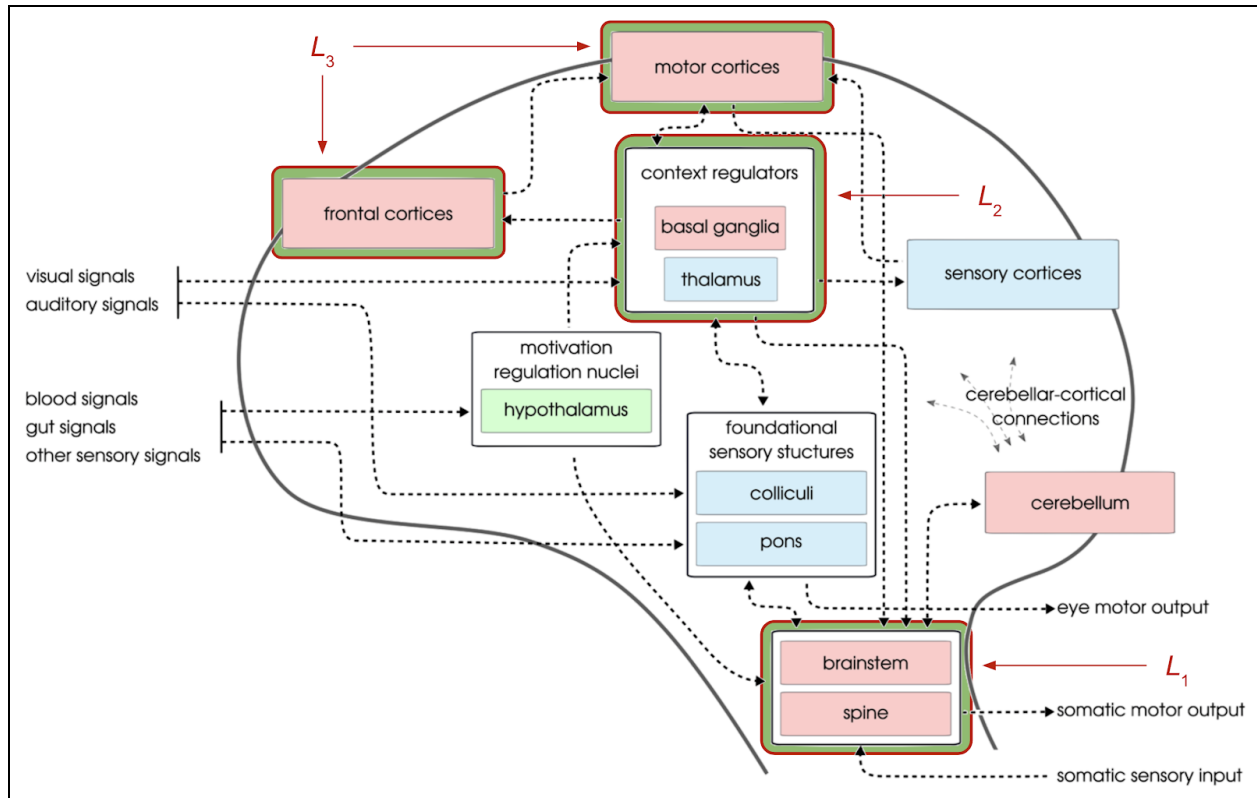 L3
motor cortices
context regulators
frontal cortices
basal ganglia
L2
thalamus
sensory cortices
visual signals
auditory signals
motivation
regulation nuclei
hypothalamus
blood signals
gut signals
other sensory signals
cerebellar-cortical
connections
foundational
sensory stuctures
colliculi
pons
cerebellum
eye motor output
brainstem
L1
spine
somatic motor output
somatic sensory input